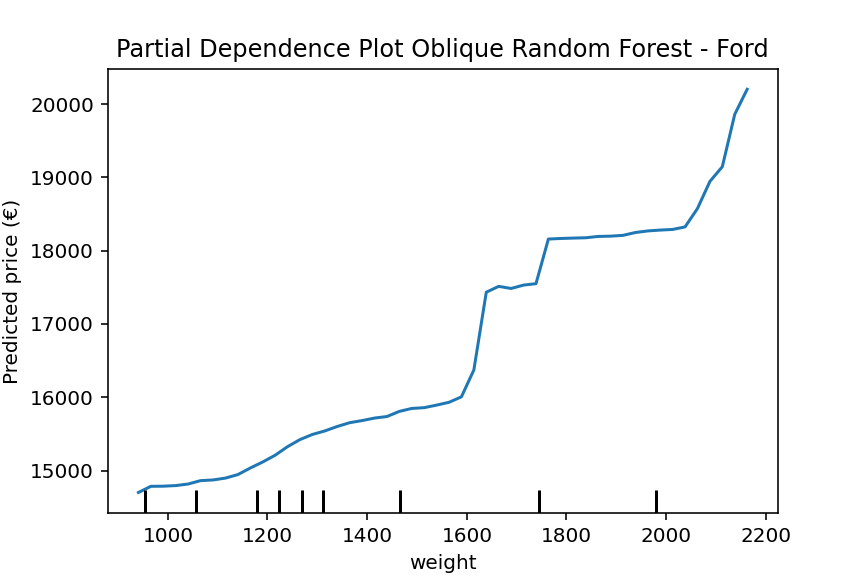 Partial Dependence Plot Oblique Random Forest - Ford
20000
19000
18000
17000
16000
15000
Predicted price (€)
1000 1200 1400 1600 1800 2000 2200
weight